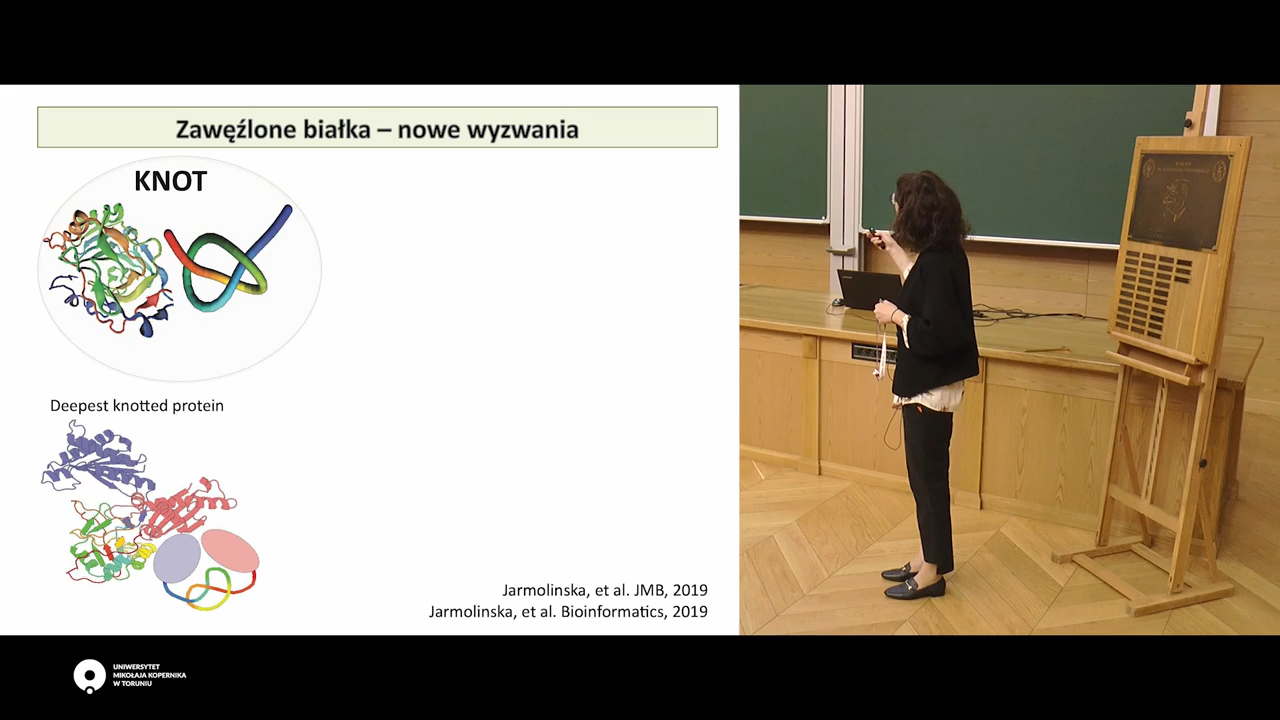 Zawęźlone białka – nowe wyzwania
KNOT
Deepest knotted protein
Jarmolinska, et al. JMB, 2019
Jarmolinska, et al. Bioinformatics, 2019
UNIWERSYTET
MIKOŁAJA KOPERNIKA
W TORUNIU